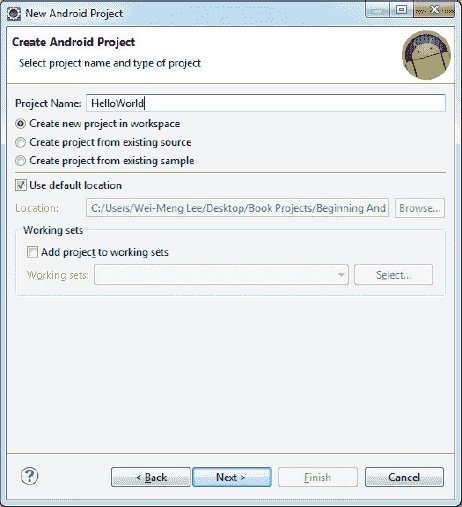 New Android Project
Create Android Project
Select project name and type of project
Project Name: HelloWorld
Create new project in workspace
Create project from existing source
Create project from existing sample
Use default location
Location: C:/Users/Wei-Meng Lee/Desktop/Book Projects/Beginning And Browse...
Working sets
Add project to working sets
Working sets: Select...
? < Back Next > Finish Cancel